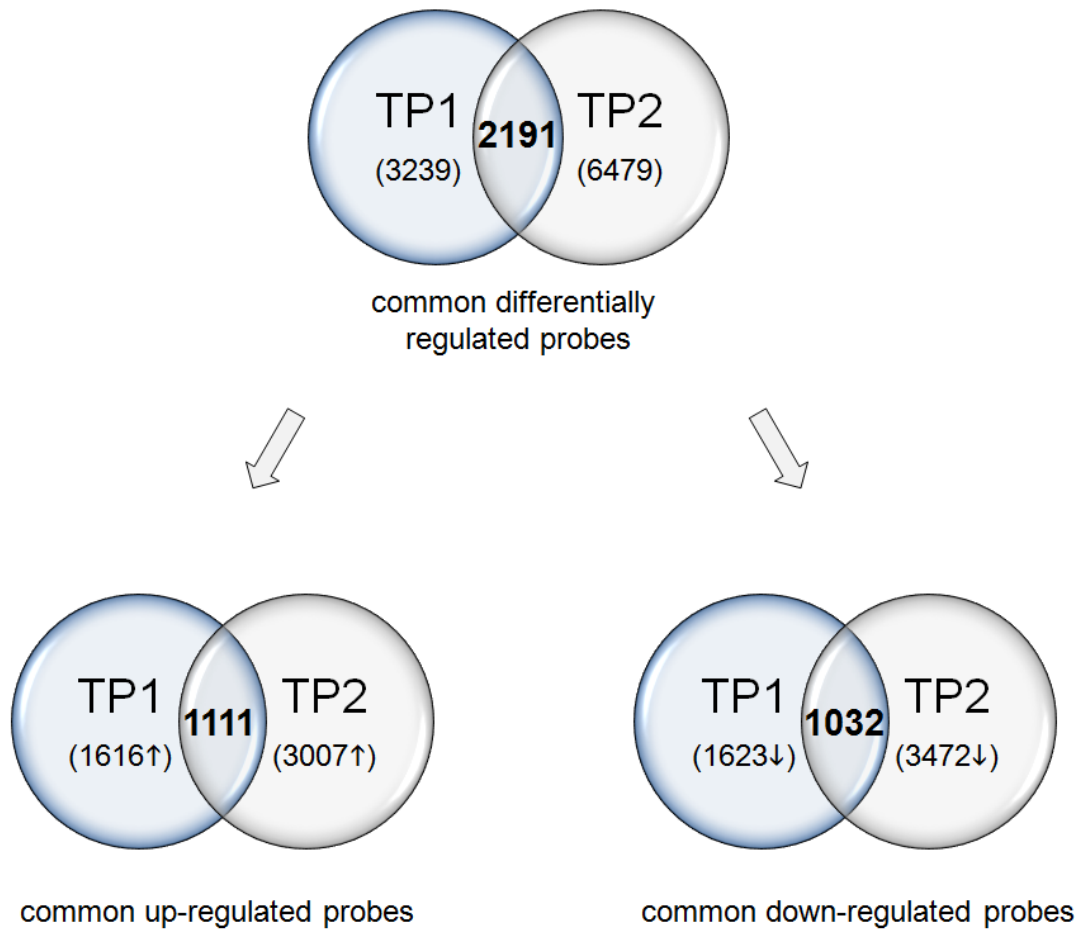 TP1 2191 TP2
(3239) (6479)
common differentially
regulated probes
TP1 1111 TP2
(1616↑) (3007↑)
common up-regulated probes
TP1 1032 TP2
(1623↓) (3472↓)
common down-regulated probes